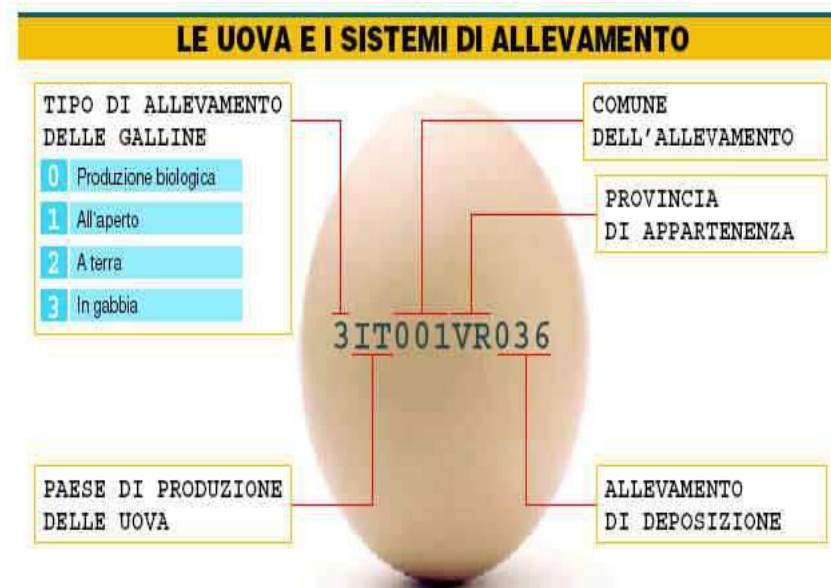 LE UOVA E I SISTEMI DI ALLEVAMENTO
TIPO DI ALLEVAMENTO
DELLE GALLINE
0 Produzione biologica
1 All'aperto
2 A terra
3 In gabbia
COMUNE
DELL'ALLEVAMENTO
PROVINCIA
DI APPARTENENZA
3IT001VR036
PAESE DI PRODUZIONE
DELLE UOVA
ALLEVAMENTO
DI DEPOSIZIONE